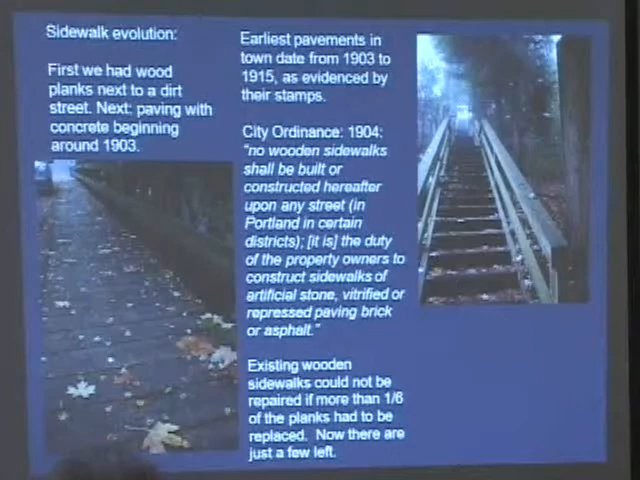 Sidewalk evolution:
First we had wood
planks next to a dirt
street. Next: paving with
concrete beginning
around 1903.
Earliest pavements in
town date from 1903 to
1915, as evidenced by
their stamps.
City Ordinance: 1904:
"no wooden sidewalks
shall be built or
constructed hereafter
upon any street (in
Portland in certain
districts); [it is] the duty
of the property owners to
construct sidewalks of
artificial stone, vitrified or
repressed paving brick
or asphalt."
Existing wooden
sidewalks could not be
repaired if more than 1/6
of the planks had to be
replaced. Now there are
just a few left.